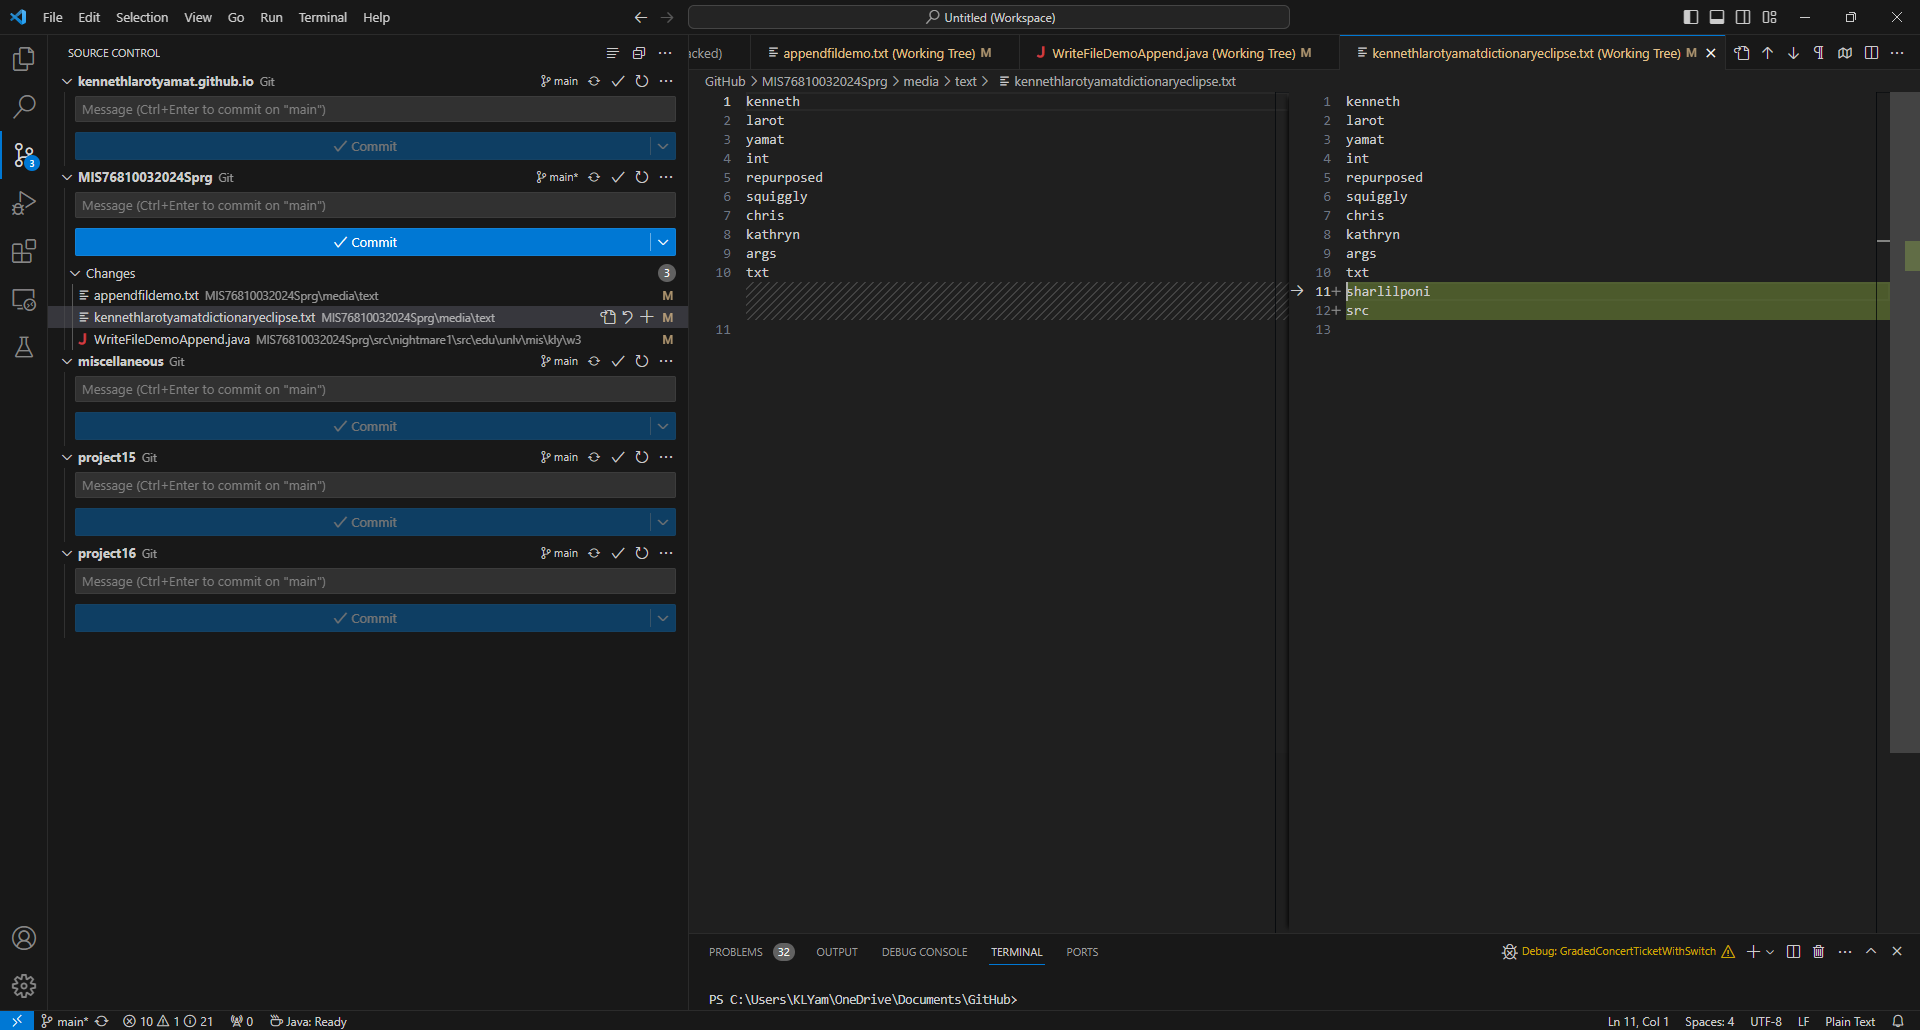 File Edit Selection View Go Run Terminal Help
Untitled (Workspace)
SOURCE CONTROL
kennethlarotyamat.github.io Git main
Message (Ctrl+Enter to commit on "main")
Commit
MIS76810032024Sprg Git main*
Message (Ctrl+Enter to commit on "main")
Commit
Changes 3
appendfildemo.txt MIS76810032024Sprg\media\text M
kennethlarotyamatdictionaryeclipse.txt MIS76810032024Sprg\media\text M
WriteFileDemoAppend.java MIS76810032024Sprg\src\nightmare1\src\edu\unlv\mis\kly\w3 M
miscellaneous Git main
Message (Ctrl+Enter to commit on "main")
Commit
project15 Git main
Message (Ctrl+Enter to commit on "main")
Commit
project16 Git main
Message (Ctrl+Enter to commit on "main")
Commit
3
acked) appendfildemo.txt (Working Tree) M WriteFileDemoAppend.java (Working Tree) M kennethlarotyamatdictionaryeclipse.txt (Working Tree) M
GitHub > MIS76810032024Sprg > media > text > kennethlarotyamatdictionaryeclipse.txt
1 kenneth
2 larot
3 yamat
4 int
5 repurposed
6 squiggly
7 chris
8 kathryn
9 args
10 txt
11
1 kenneth
2 larot
3 yamat
4 int
5 repurposed
6 squiggly
7 chris
8 kathryn
9 args
10 txt
11+ sharlilponi
12+ src
13
PROBLEMS 32 OUTPUT DEBUG CONSOLE TERMINAL PORTS
Debug: GradedConcertTicketWithSwitch
PS C:\Users\KLYam\OneDrive\Documents\GitHub>
main* 10 1 21 0 Java: Ready
Ln 11, Col 1 Spaces: 4 UTF-8 LF Plain Text